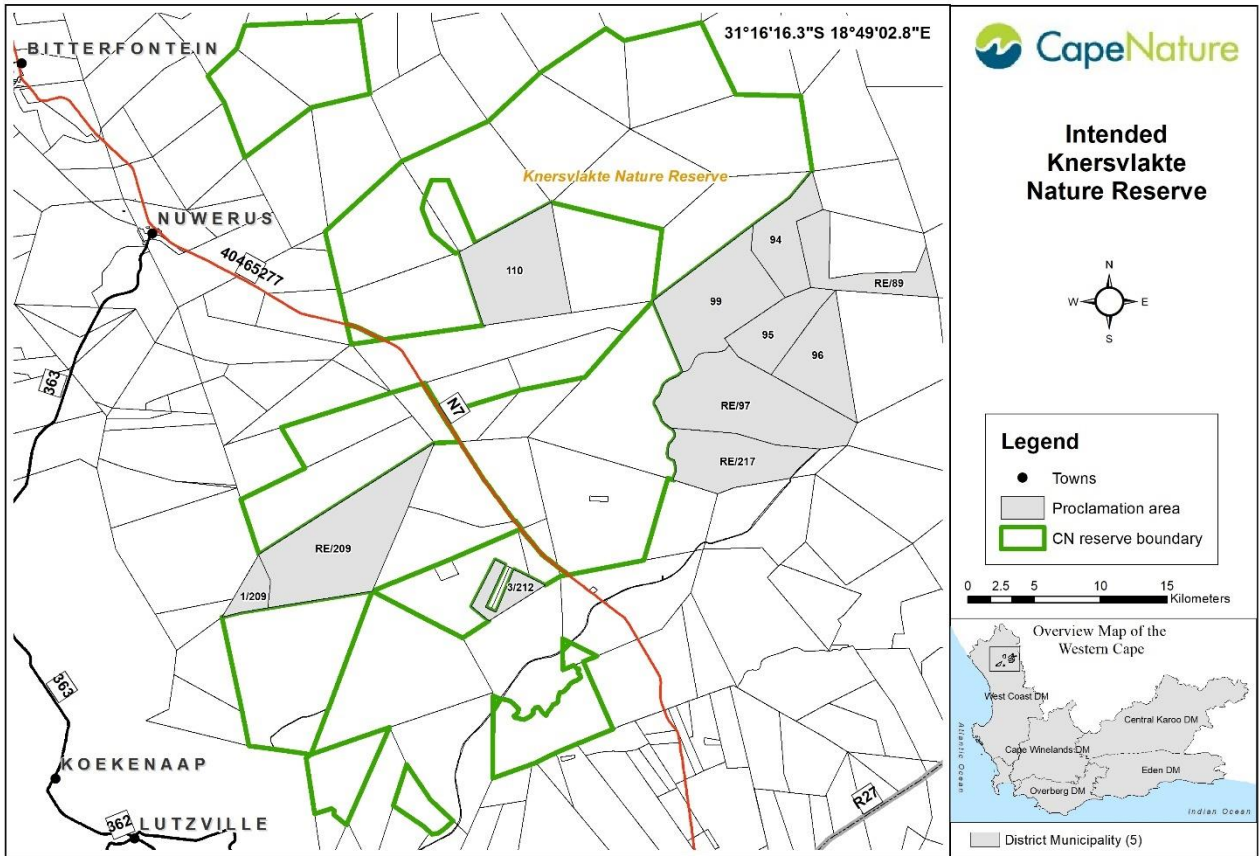 31°16'16.3"S 18°49'02.8"E
BITTERFONTEIN
Knersvlakte Nature Reserve
NUWERUS
40465277
94
110
RE/89
99
95
96
363
N7
RE/97
RE/217
RE/209
3/212
1/209
363
KOEKENAAP
R27
362
LUTZVILLE
CapeNature
Intended
Knersvlakte
Nature Reserve
N
W E
S
Legend
Towns
Proclamation area
CN reserve boundary
0 2.5 5 10 15
Kilometers
Overview Map of the
Western Cape
West Coast DM
Central Karoo DM
Atlantic Ocean
Cape Winelands DM
Eden DM
Overberg DM
Indian Ocean
District Municipality (5)